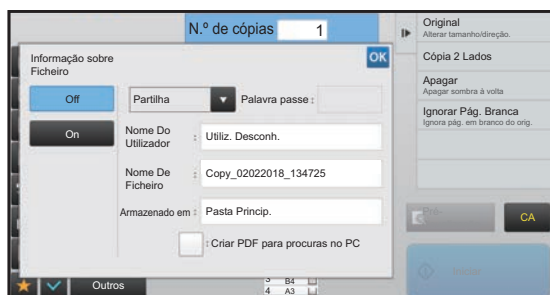 N.º de cópias 1
Informação sobre
Ficheiro
OK
Off
Partilha
Palavra passe :
On
Nome Do
Utilizador : Utiliz. Desconh.
Nome De
Ficheiro : Copy_02022018_134725
Armazenado em : Pasta Princip.
: Criar PDF para procuras no PC
Outros
B4
4 A3
Original
Alterar tamanho/direção.
Cópia 2 Lados
Apagar
Apagar sombra à volta
Ignorar Pág. Branca
Ignora pág. em branco do orig.
CA